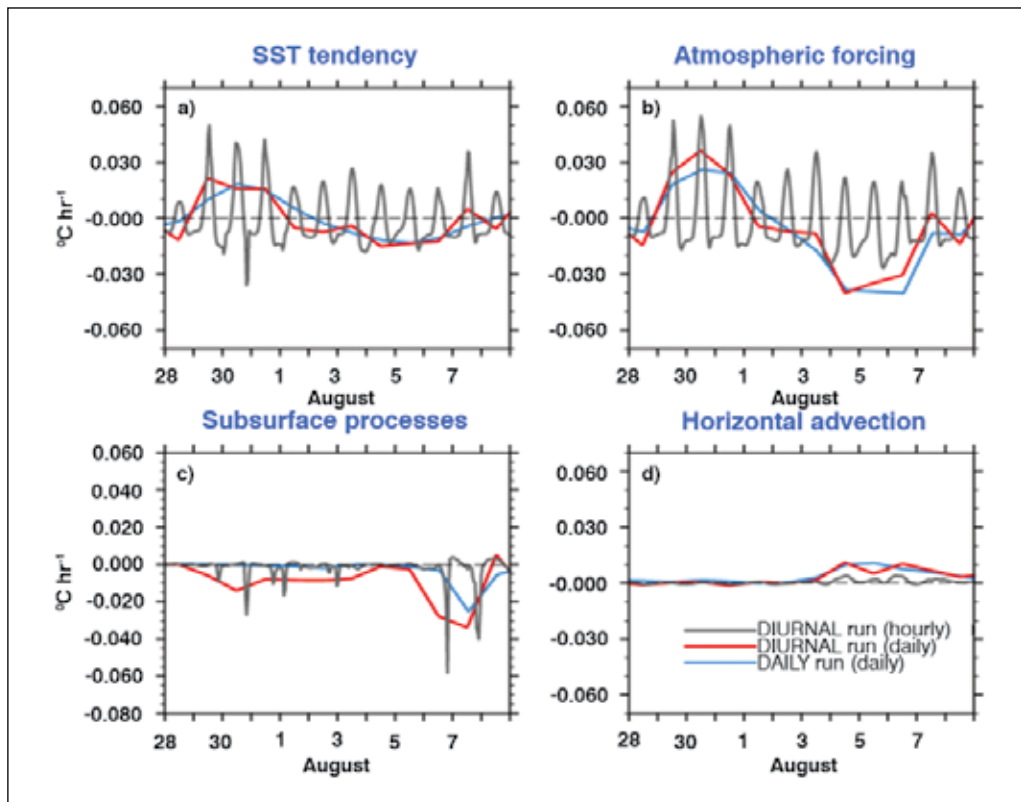 SST tendency
a)
0.060
0.030
-0.000
-0.030
-0.060
ºC hr⁻¹
28 30 1 3 5 7
August
Atmospheric forcing
b)
0.060
0.030
-0.000
-0.030
-0.060
28 30 1 3 5 7
August
Subsurface processes
c)
0.060
0.040
0.020
0.000
-0.020
-0.040
-0.060
-0.080
ºC hr⁻¹
28 30 1 3 5 7
August
Horizontal advection
d)
0.060
0.030
-0.000
-0.030
-0.060
DIURNAL run (hourly)
DIURNAL run (daily)
DAILY run (daily)
28 30 1 3 5 7
August